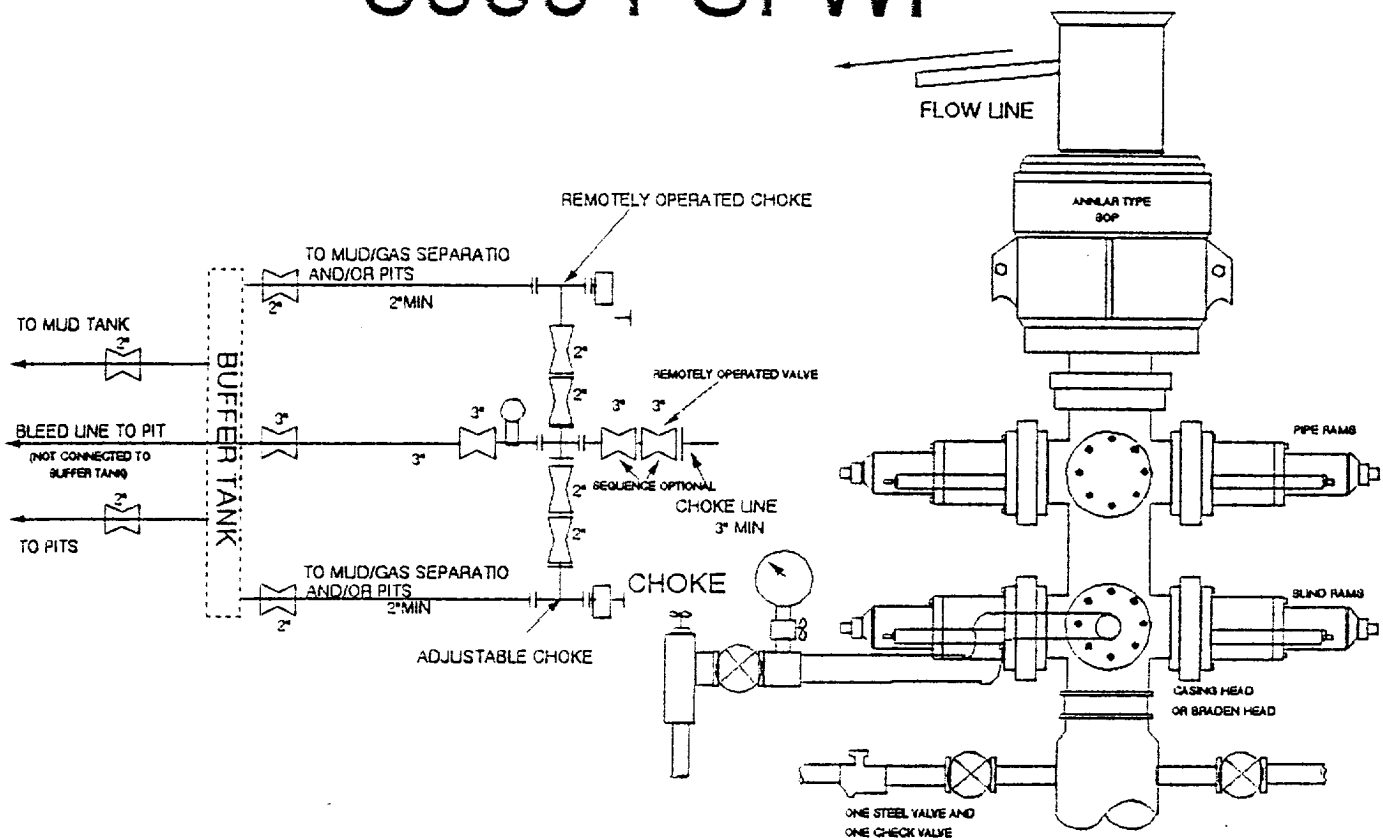 FLOW LINE
ANNLAR TYPE
BOP
REMOTELY OPERATED CHOKE
TO MUD/GAS SEPARATIO
AND/OR PITS
2" MIN
2"
TO MUD TANK
2"
BUFFER TANK
2"
2"
REMOTELY OPERATED VALVE
3"
3"
3"
3"
BLEED LINE TO PIT
(NOT CONNECTED TO
BUFFER TANK)
3"
SEQUENCE OPTIONAL
CHOKE LINE
3" MIN
2"
2"
2"
TO PITS
TO MUD/GAS SEPARATIO
AND/OR PITS
2"MIN
2"
CHOKE
ADJUSTABLE CHOKE
PIPE RAMS
BLIND RAMS
CASING HEAD
OR BRADEN HEAD
ONE STEEL VALVE AND
ONE CHECK VALVE